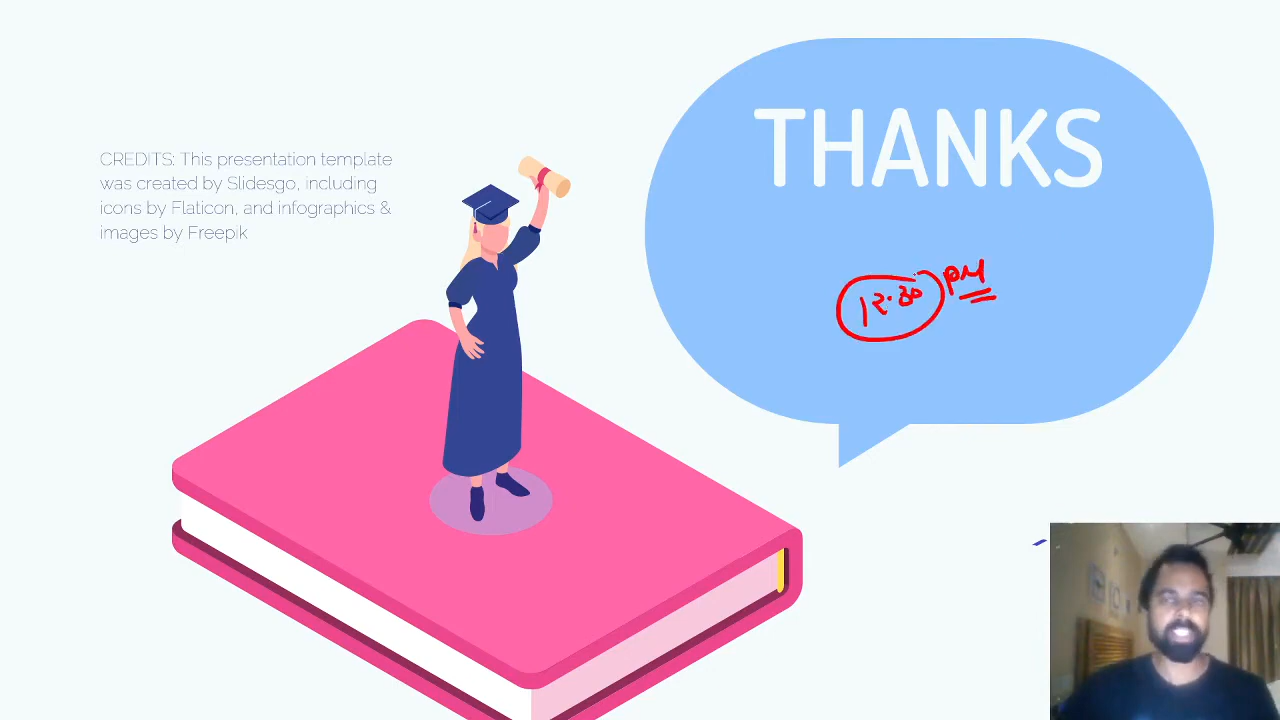 THANKS
CREDITS: This presentation template
was created by Slidesgo, including
icons by Flaticon, and infographics &
images by Freepik
12.30 PM